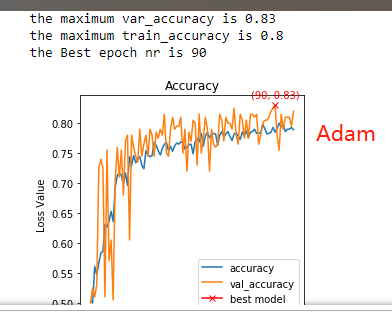 the maximum var_accuracy is 0.83
the maximum train_accuracy is 0.8
the Best epoch nr is 90
Accuracy
(90, 0.83)
Adam
0.80
0.75
0.70
0.65
0.60
0.55
0.50
Loss Value
accuracy
val_accuracy
best model